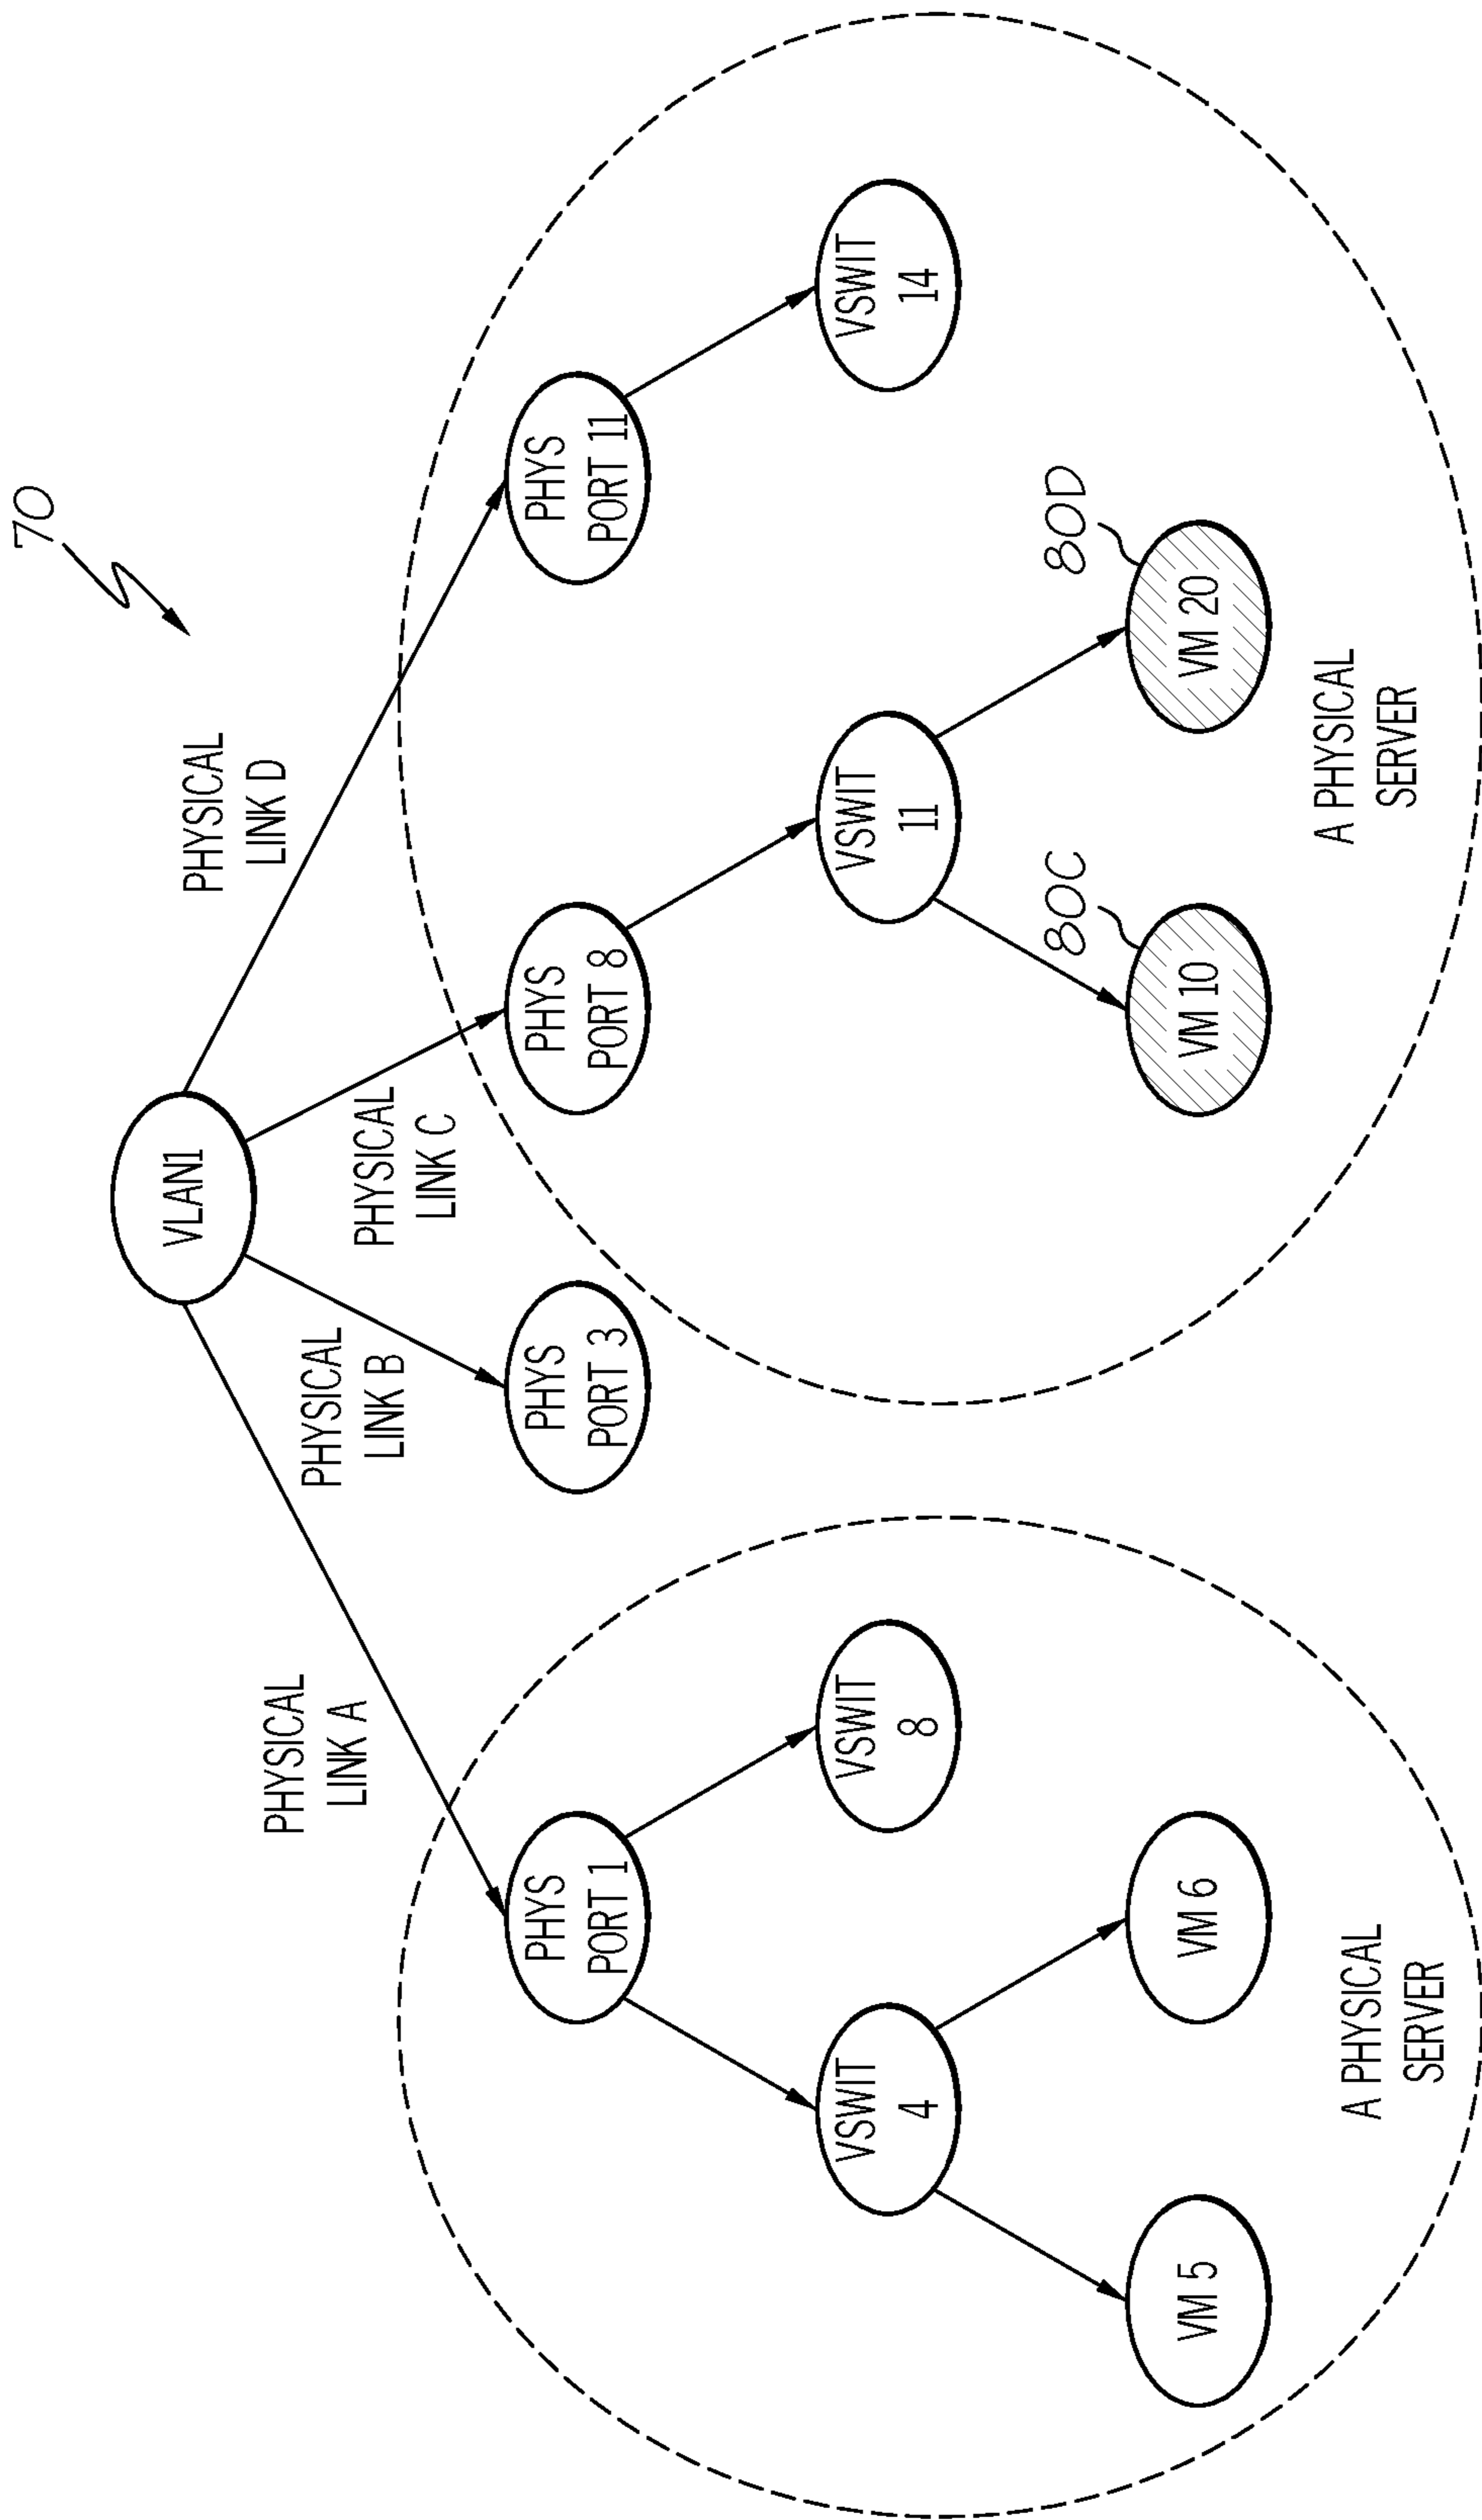 70
VLAN1
PHYSICAL
LINK A
PHYSICAL
LINK B
PHYSICAL
LINK C
PHYSICAL
LINK D
PHYS
PORT 1
PHYS
PORT 3
PHYS
PORT 8
PHYS
PORT 11
VSWIT
4
VSWIT
8
VSWIT
11
VSWIT
14
VM 5
VM 6
80C
VM 10
80D
VM 20
A PHYSICAL
SERVER
A PHYSICAL
SERVER